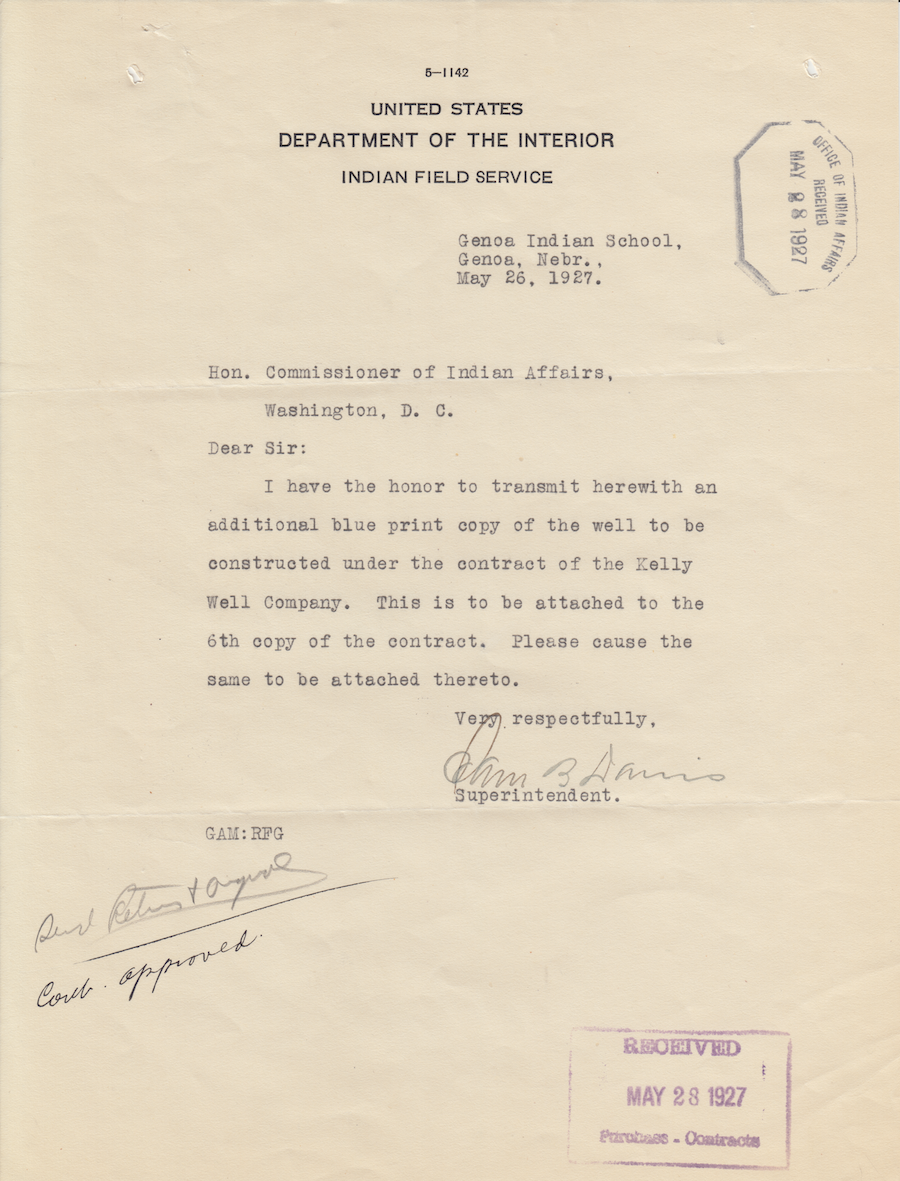 5—1142
UNITED STATES
DEPARTMENT OF THE INTERIOR
INDIAN FIELD SERVICE
OFFICE OF INDIAN AFFAIRS
RECEIVED
MAY 28 1927
Genoa Indian School,
Genoa, Nebr.,
May 26, 1927.
Hon. Commissioner of Indian Affairs,
Washington, D. C.
Dear Sir:
I have the honor to transmit herewith an
additional blue print copy of the well to be
constructed under the contract of the Kelly
Well Company. This is to be attached to the
6th copy of the contract. Please cause the
same to be attached thereto.
Very respectfully,
Sam B Davis
Superintendent.
GAM:RFG
approved.
RECEIVED
MAY 28 1927
Purchase - Contracts